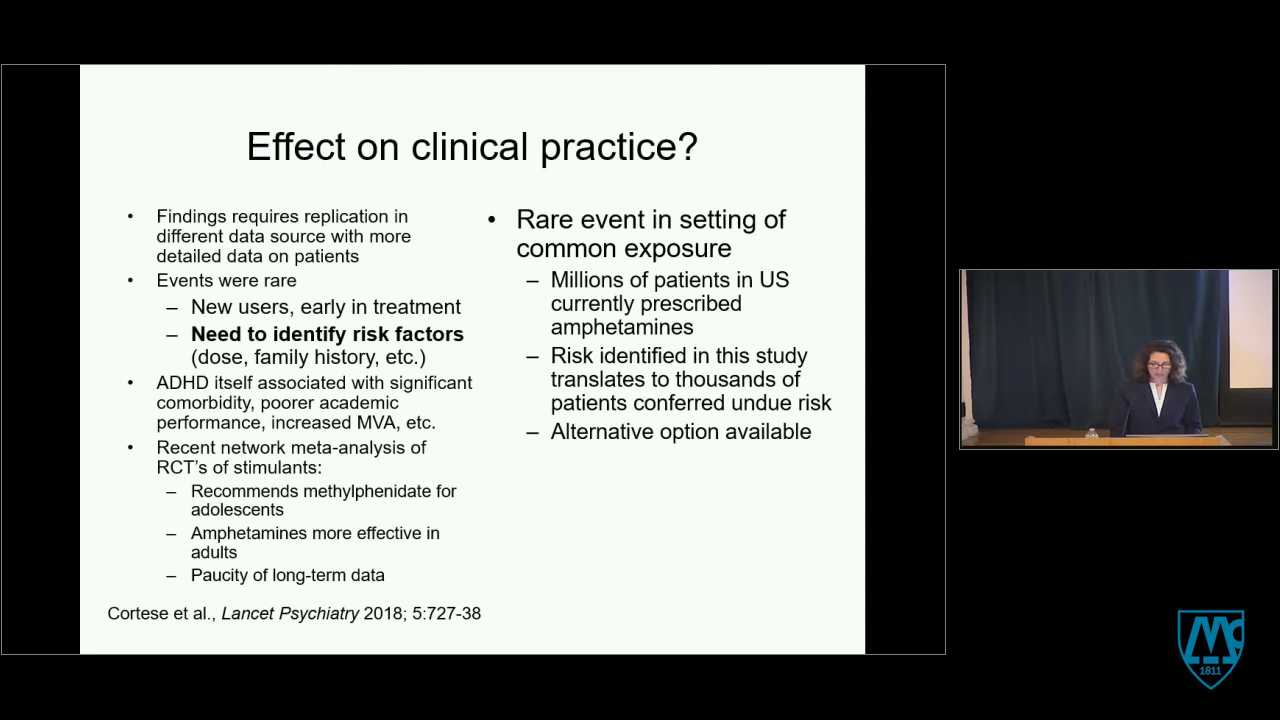 Effect on clinical practice?
• Findings requires replication in
different data source with more
detailed data on patients
• Events were rare
– New users, early in treatment
– Need to identify risk factors
(dose, family history, etc.)
• ADHD itself associated with significant
comorbidity, poorer academic
performance, increased MVA, etc.
• Recent network meta-analysis of
RCT's of stimulants:
– Recommends methylphenidate for
adolescents
– Amphetamines more effective in
adults
– Paucity of long-term data
Cortese et al., Lancet Psychiatry 2018; 5:727-38
• Rare event in setting of
common exposure
– Millions of patients in US
currently prescribed
amphetamines
– Risk identified in this study
translates to thousands of
patients conferred undue risk
– Alternative option available
1811